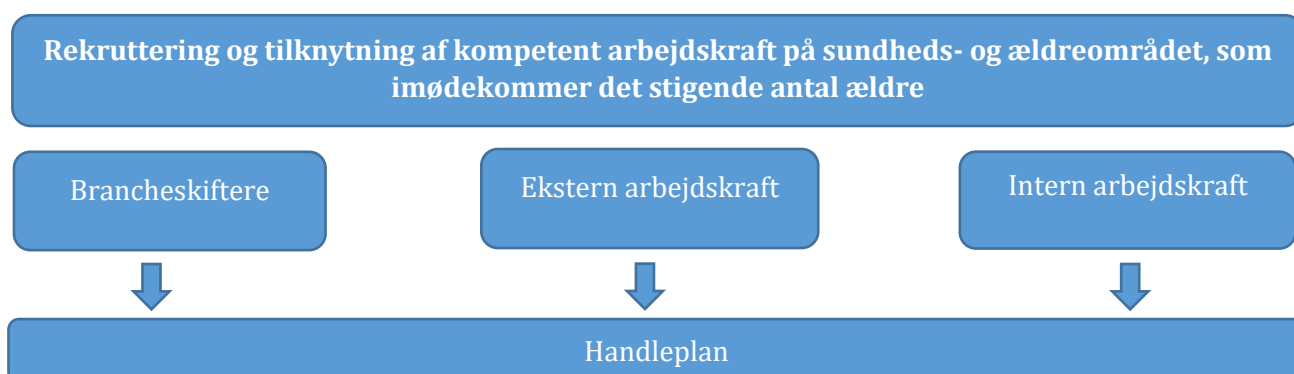 Rekruttering og tilknytning af kompetent arbejdskraft på sundheds- og ældreområdet, som
imødekommer det stigende antal ældre
Brancheskiftere
Ekstern arbejdskraft
Intern arbejdskraft
Handleplan